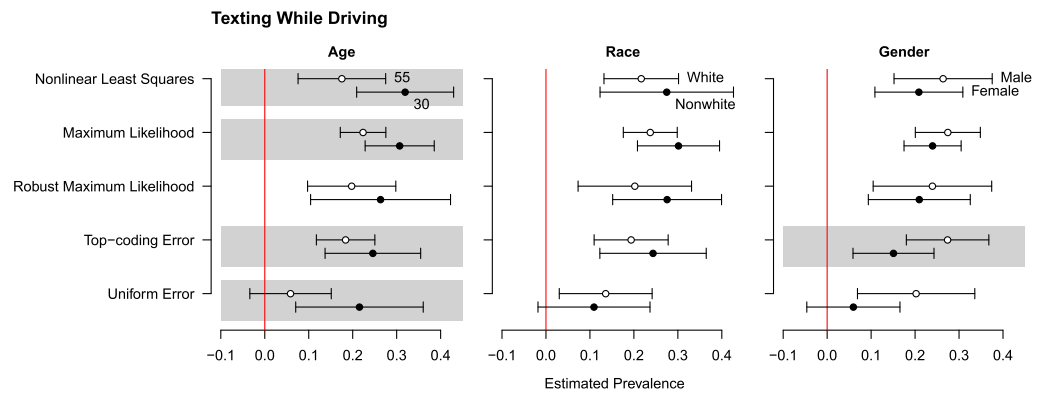 Texting While Driving
Age
Race
Gender
Nonlinear Least Squares
55
30
White
Nonwhite
Male
Female
Maximum Likelihood
Robust Maximum Likelihood
Top−coding Error
Uniform Error
−0.1 0.0 0.1 0.2 0.3 0.4
−0.1 0.0 0.1 0.2 0.3 0.4
−0.1 0.0 0.1 0.2 0.3 0.4
Estimated Prevalence